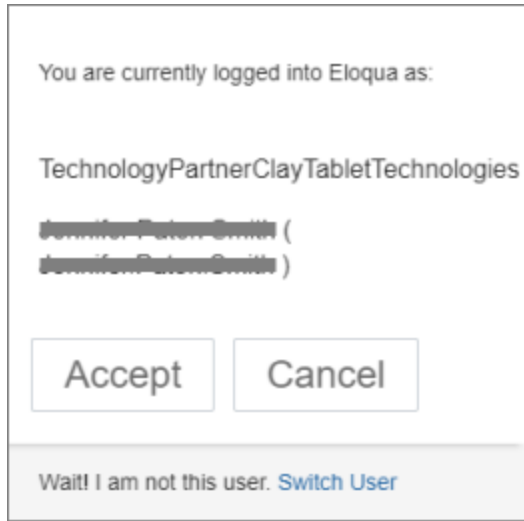 You are currently logged into Eloqua as:
TechnologyPartnerClayTabletTechnologies
(
)
Accept
Cancel
Wait! I am not this user. Switch User